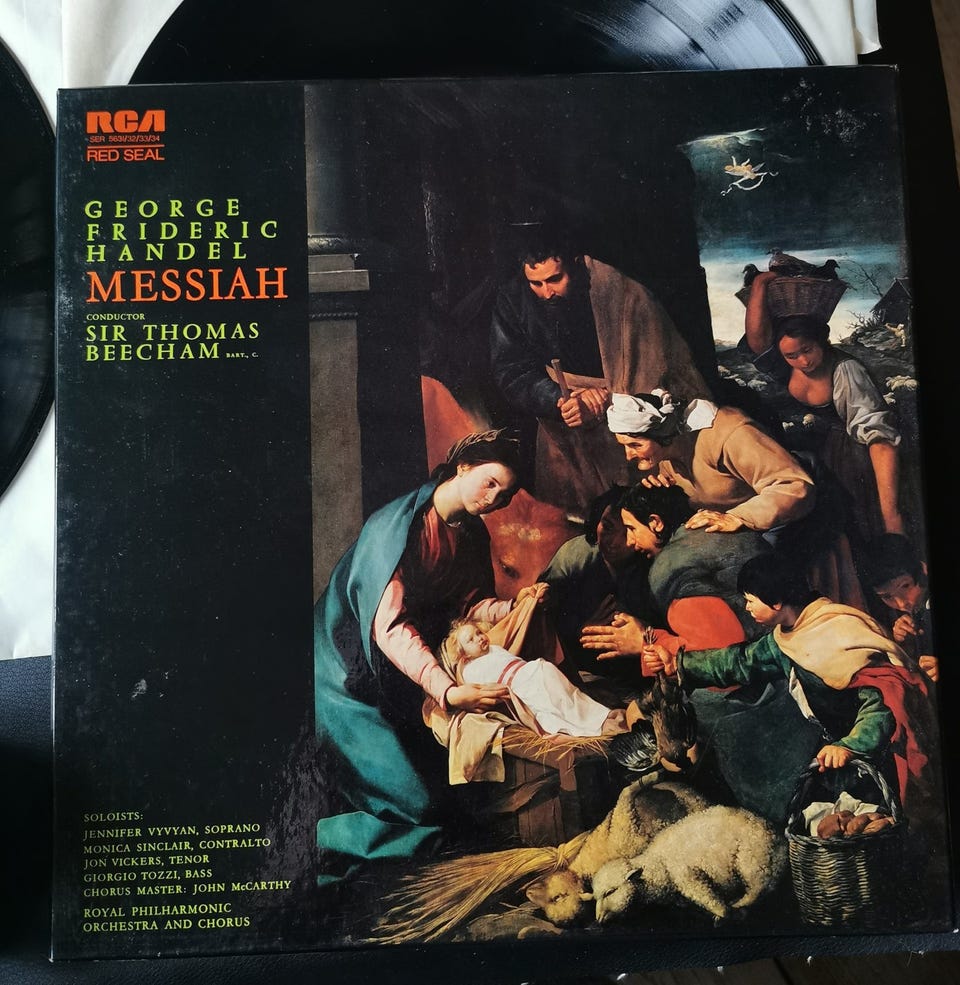 RCA
SER 5631/32/33/34
RED SEAL
GEORGE
FRIDERIC
HANDEL
MESSIAH
CONDUCTOR
SIR THOMAS
BEECHAM BART., C.
SOLOISTS:
JENNIFER VYVYAN, SOPRANO
MONICA SINCLAIR, CONTRALTO
JON VICKERS, TENOR
GIORGIO TOZZI, BASS
CHORUS MASTER: JOHN McCARTHY
ROYAL PHILHARMONIC
ORCHESTRA AND CHORUS